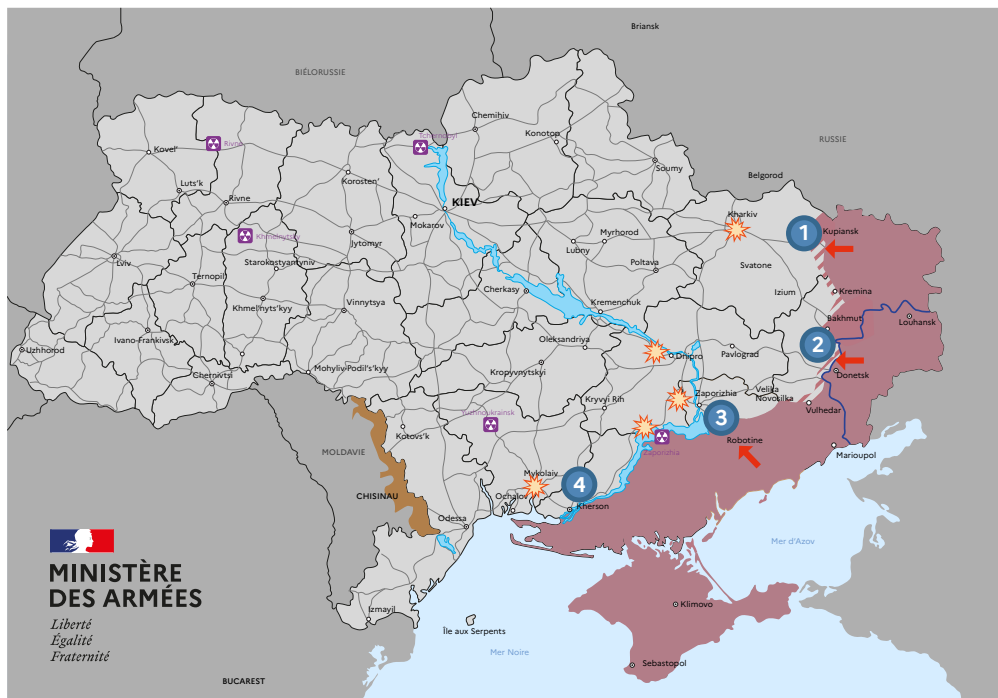 Briansk
BIÉLORUSSIE
RUSSIE
Chernihiv
Konotop
Tchernobyl
Rivne
Kovel'
Soumy
Belgorod
Korosten'
Luts'k
Rivne
KIEV
Kharkiv
Makarov
1
Kupiansk
Myrhorod
Khmelnytsky
Jytomyr
Lubny
Lviv
Starokostyantyniv
Poltava
Svatone
Ternopil
Cherkasy
Izium
Kremina
Vinnytsya
Kremenchuk
Khmel'nyts'kyy
Bakhmut
Louhansk
Ivano-Frankivsk
Oleksandriya
2
Uzhhorod
Dnipro
Pavlograd
Mohyliv-Podil's'kyy
Kropyvnytskyi
Donetsk
Chernivtsi
Zaporizhia
Velika
Novosilka
Kryvyi Rih
Vulhedar
Yuzhnoukrainsk
3
Kotovs'k
Robotine
MOLDAVIE
Zaporizhia
Marioupol
Mykolaiv
4
CHISINAU
Ochakov
Kherson
Odessa
Mer d'Azov
MINISTÈRE
DES ARMÉES
Liberté
Égalité
Fraternité
Izmayil
Klimovo
Île aux Serpents
Mer Noire
Sebastopol
BUCAREST